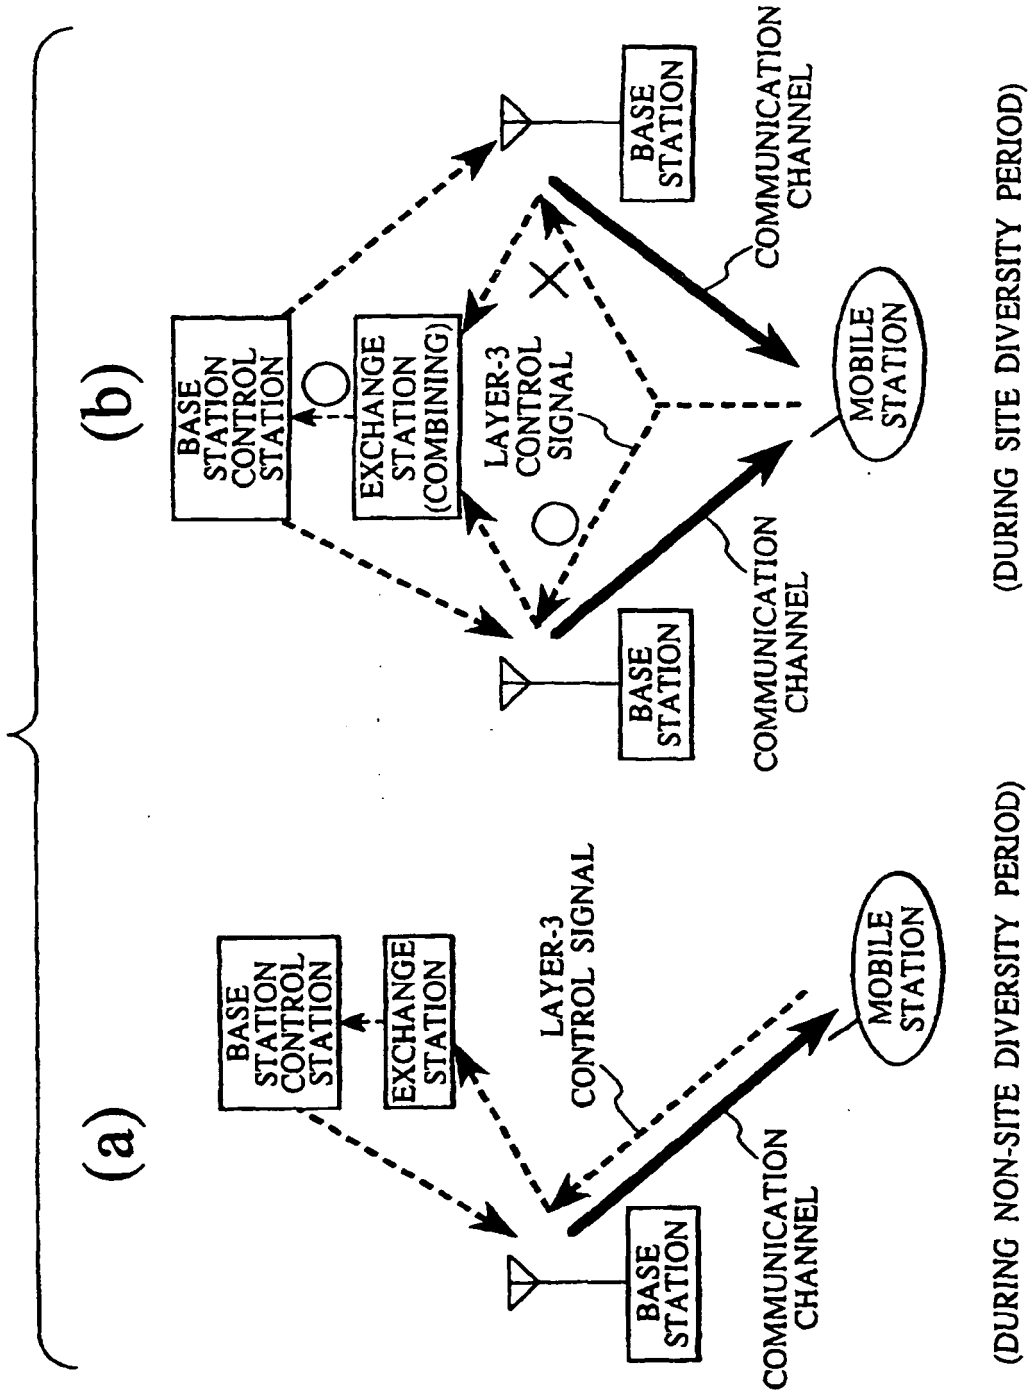 (a)
BASE
STATION
CONTROL
STATION
EXCHANGE
STATION
LAYER-3
CONTROL SIGNAL
BASE
STATION
COMMUNICATION
CHANNEL
MOBILE
STATION
(DURING NON-SITE DIVERSITY PERIOD)
(b)
BASE
STATION
CONTROL
STATION
EXCHANGE
STATION
(COMBINING)
LAYER-3
CONTROL
SIGNAL
BASE
STATION
BASE
STATION
COMMUNICATION
CHANNEL
COMMUNICATION
CHANNEL
MOBILE
STATION
(DURING SITE DIVERSITY PERIOD)